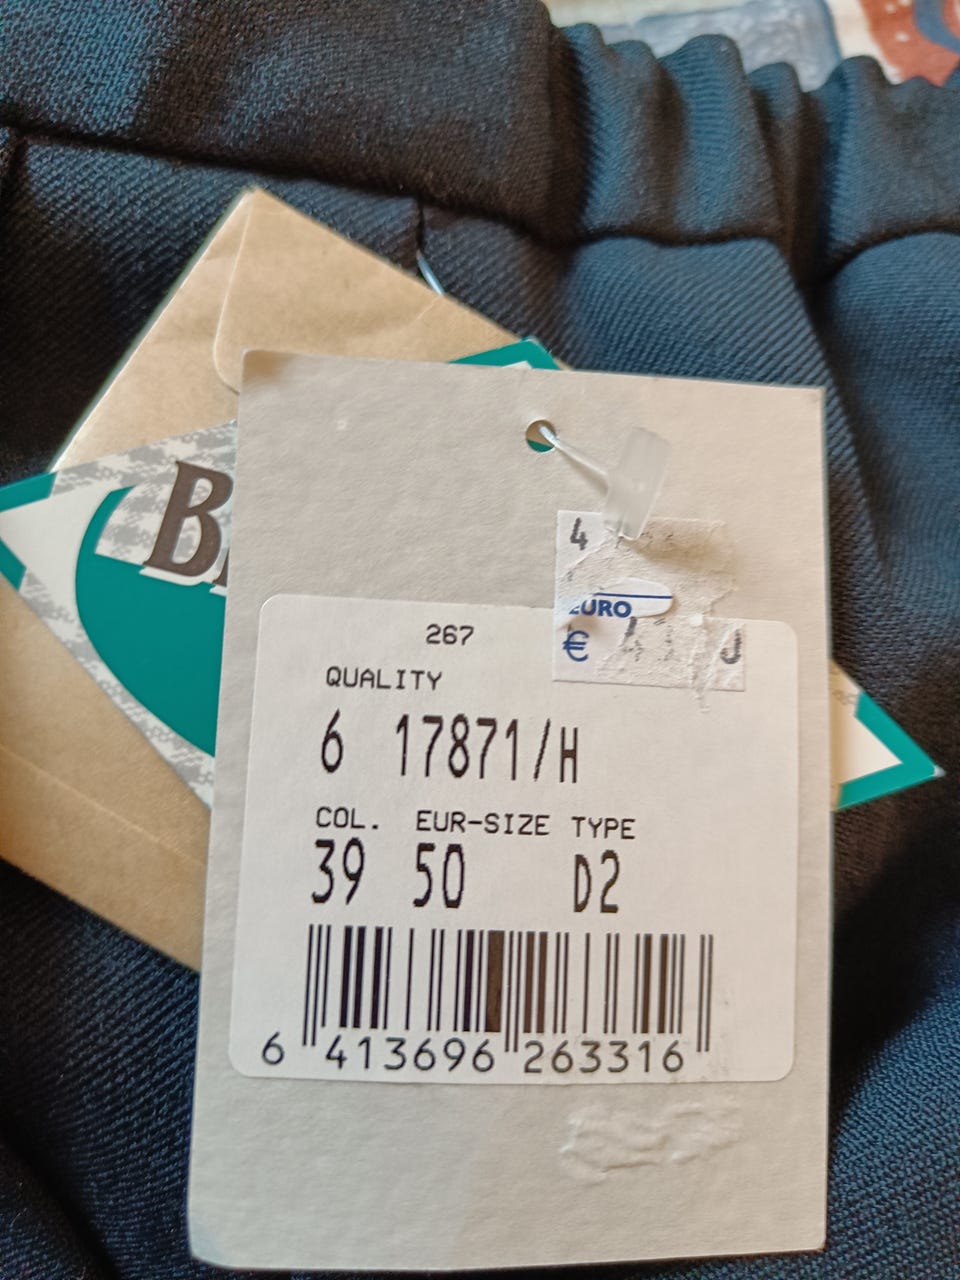 4
EURO
€
267
QUALITY
6 17871/H
COL. EUR-SIZE TYPE
39 50 D2
6 413696 263316